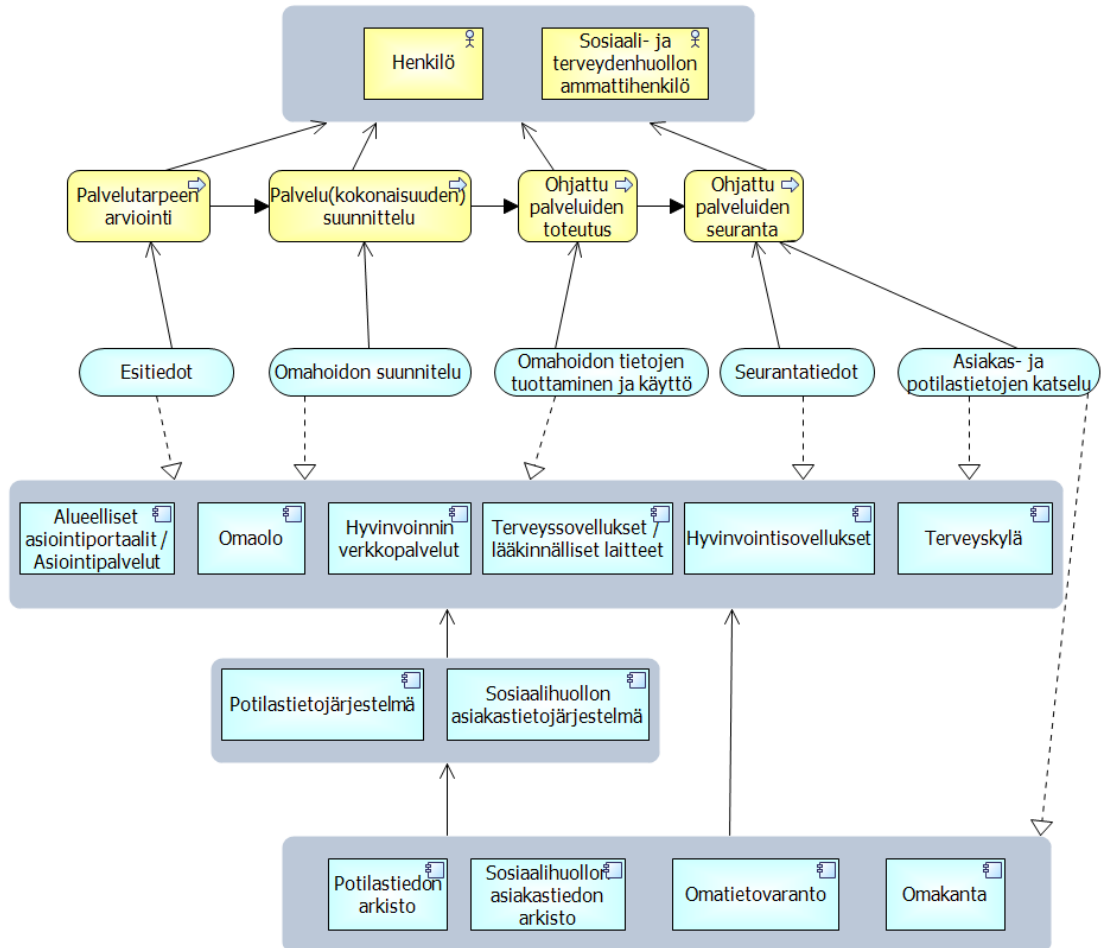 Henkilö
Sosiaali- ja
terveydenhuollon
ammattihenkilö
Palvelutarpeen
arviointi
Palvelu(kokonaisuuden)
suunnittelu
Ohjattu
palveluiden
toteutus
Ohjattu
palveluiden
seuranta
Esitiedot
Omahoidon suunnitelu
Omahoidon tietojen
tuottaminen ja käyttö
Seurantatiedot
Asiakas- ja
potilastietojen katselu
Alueelliset
asiointiportaalit /
Asiointipalvelut
Omaolo
Hyvinvoinnin
verkkopalvelut
Terveyssovellukset /
lääkinnälliset laitteet
Hyvinvointisovellukset
Terveyskylä
Potilastietojärjestelmä
Sosiaalihuollon
asiakastietojärjestelmä
Potilastiedon
arkisto
Sosiaalihuollon
asiakastiedon
arkisto
Omatietovaranto
Omakanta